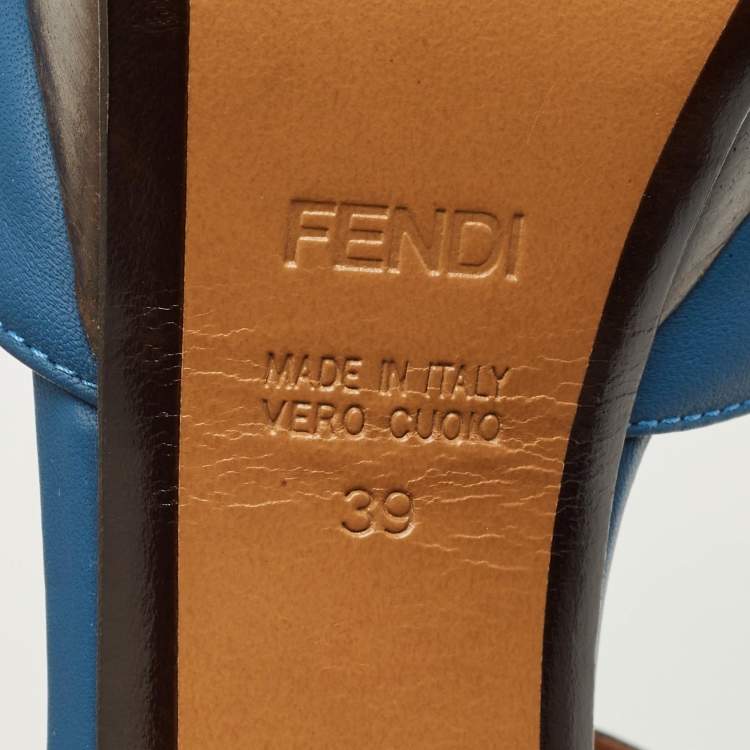 FENDI
MADE IN ITALY
VERO CUOIO
39